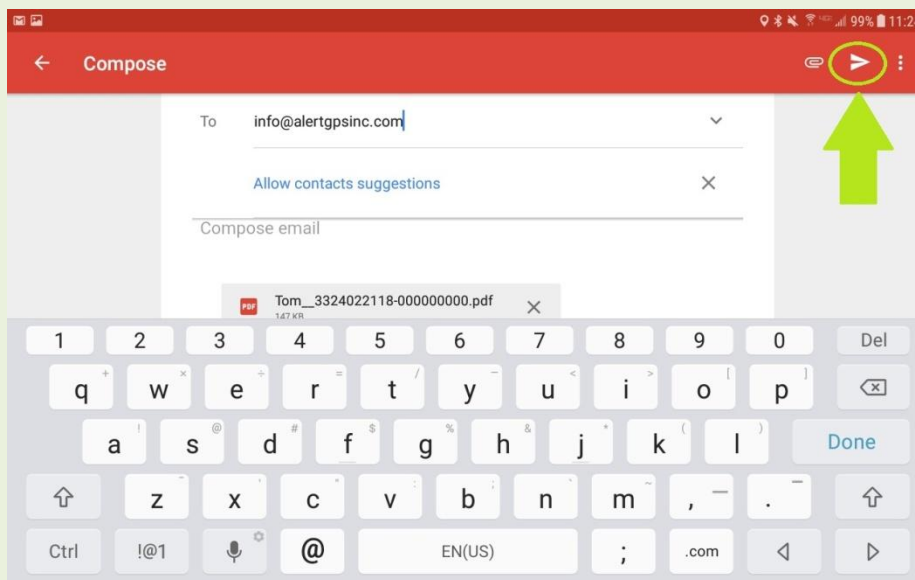 99% 11:2
Compose
To info@alertgpsinc.com
Allow contacts suggestions
Compose email
PDF Tom__3324022118-000000000.pdf
147 KB
1 2 3 4 5 6 7 8 9 0 Del
q + w × e ÷ r = t / y _ u < i > o [ p ]
a ! s @ d # f $ g % h & j * k ( l ) Done
z - x ' c " v : b ; n ` m ~ , .
Ctrl !@1 @ EN(US) ; .com